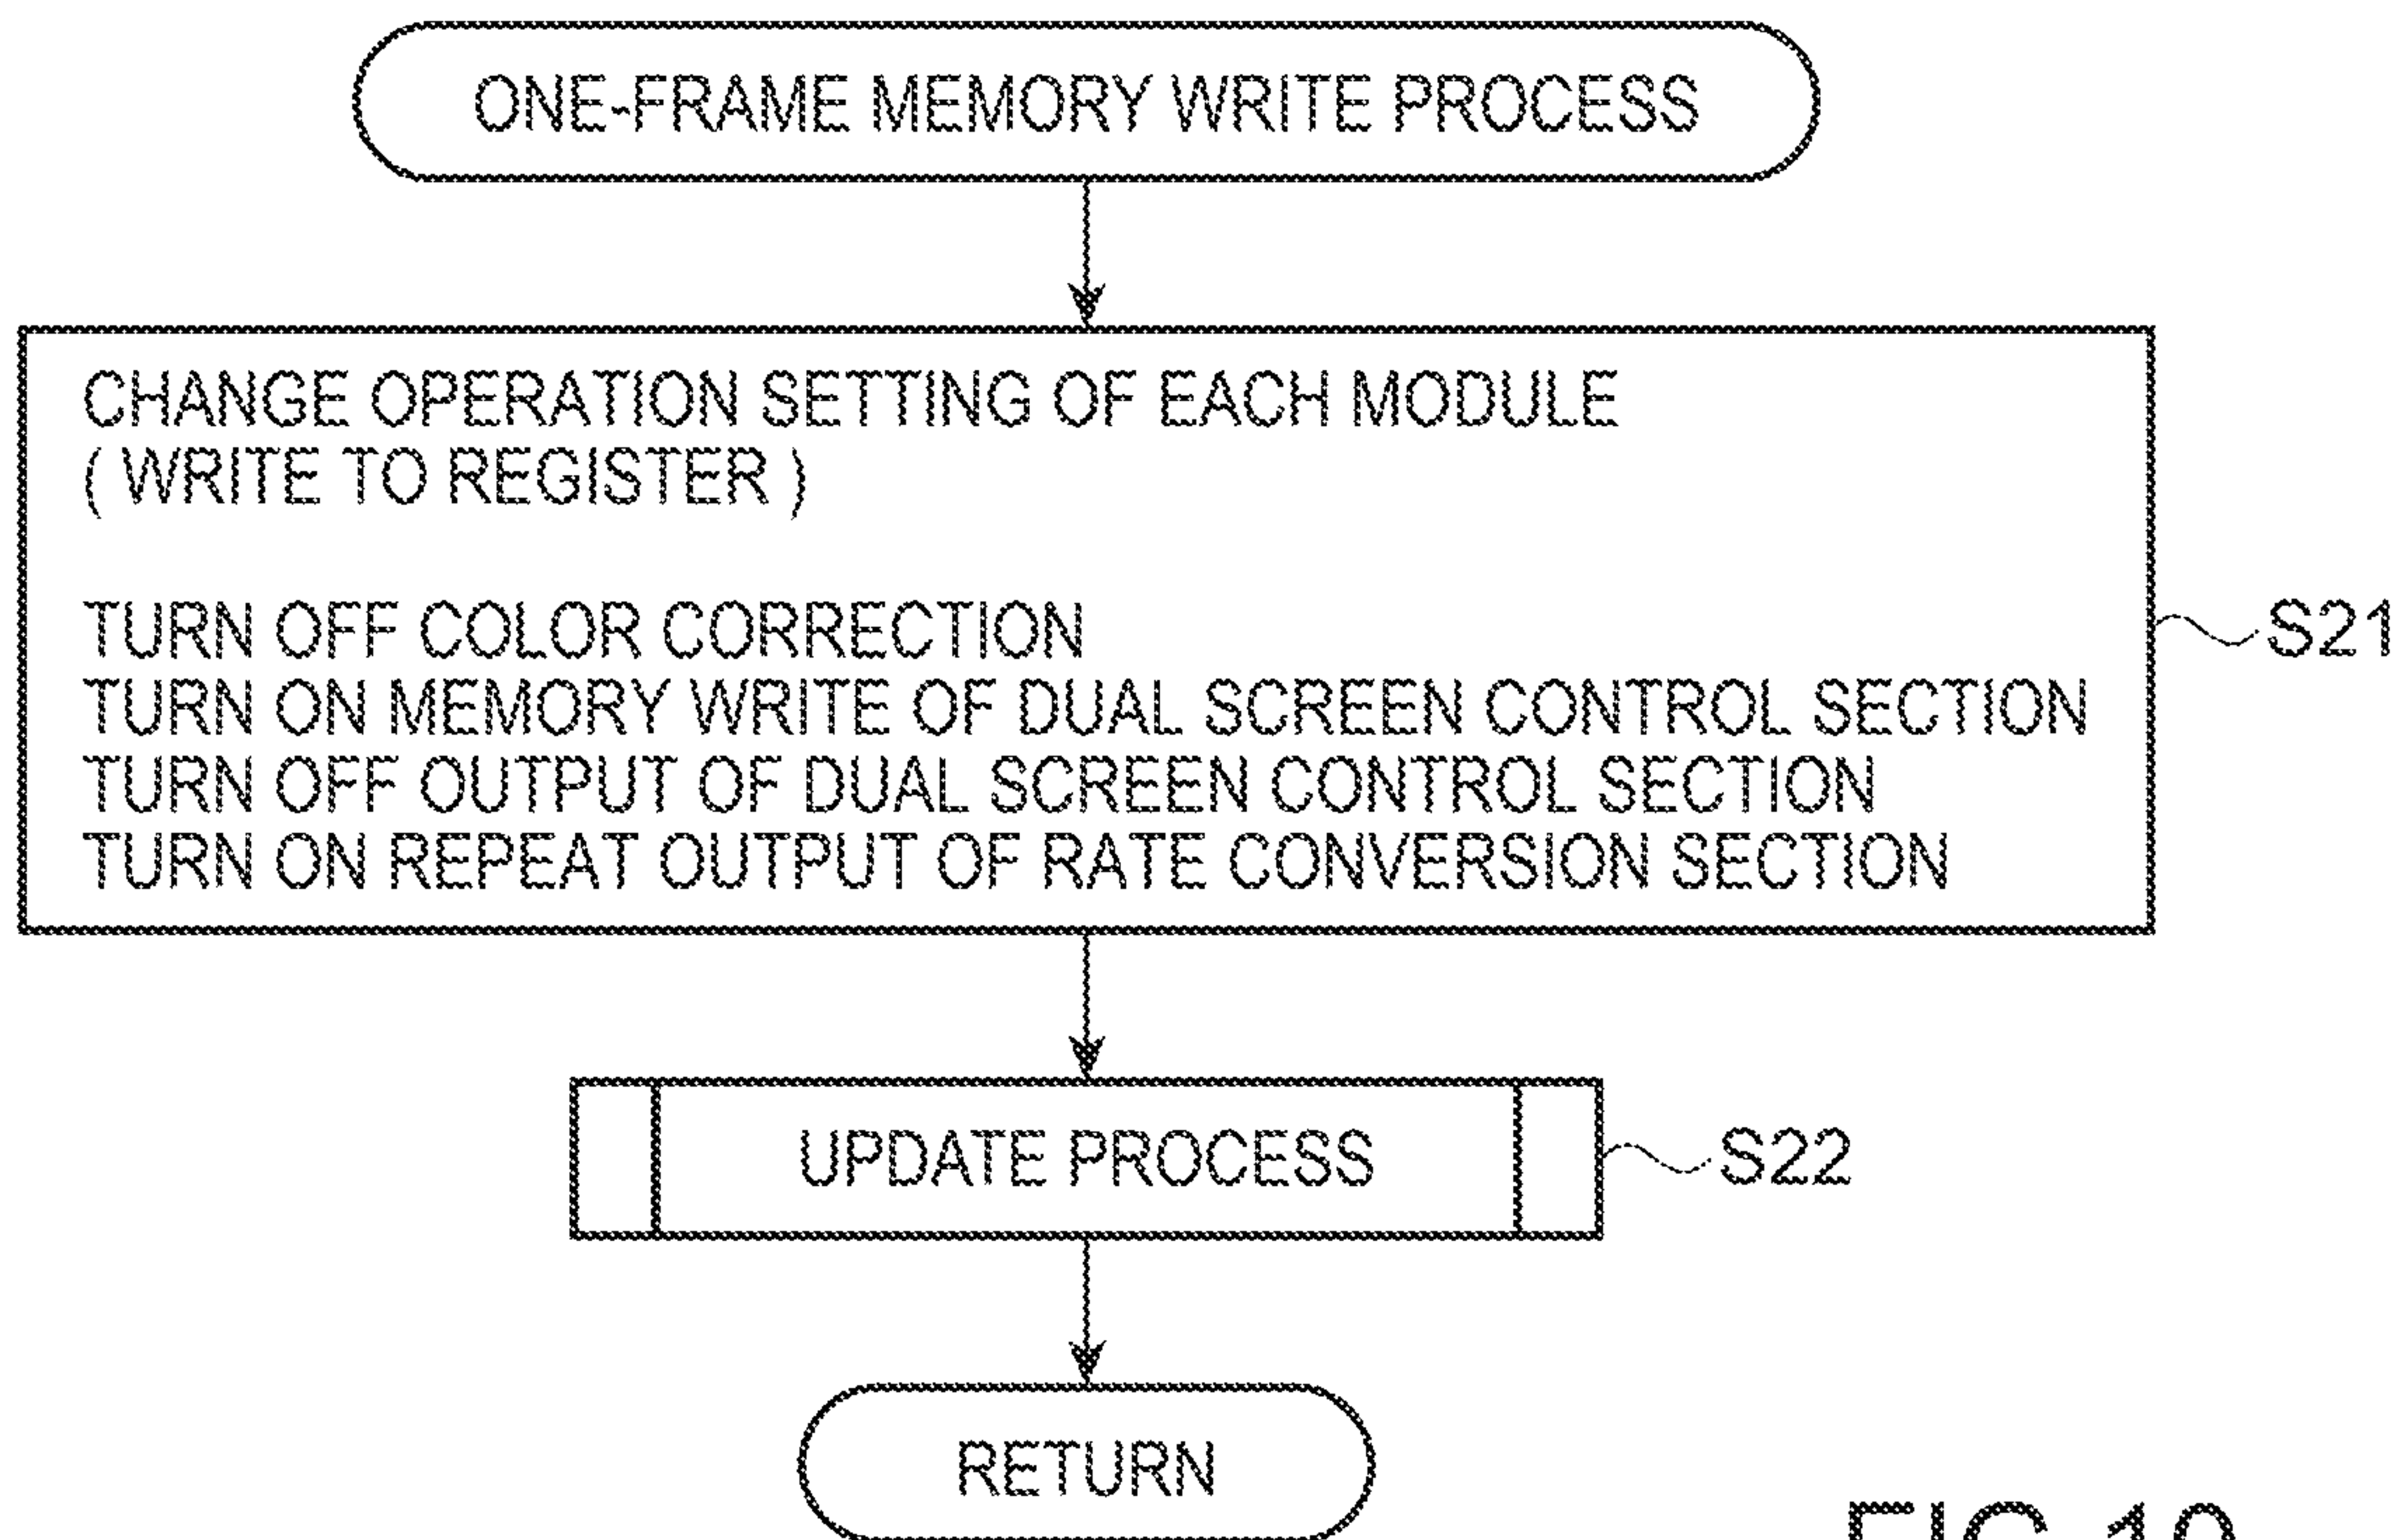 ONE-FRAME MEMORY WRITE PROCESS
CHANGE OPERATION SETTING OF EACH MODULE
( WRITE TO REGISTER )
TURN OFF COLOR CORRECTION
TURN ON MEMORY WRITE OF DUAL SCREEN CONTROL SECTION
TURN OFF OUTPUT OF DUAL SCREEN CONTROL SECTION
TURN ON REPEAT OUTPUT OF RATE CONVERSION SECTION
S21
UPDATE PROCESS
S22
RETURN